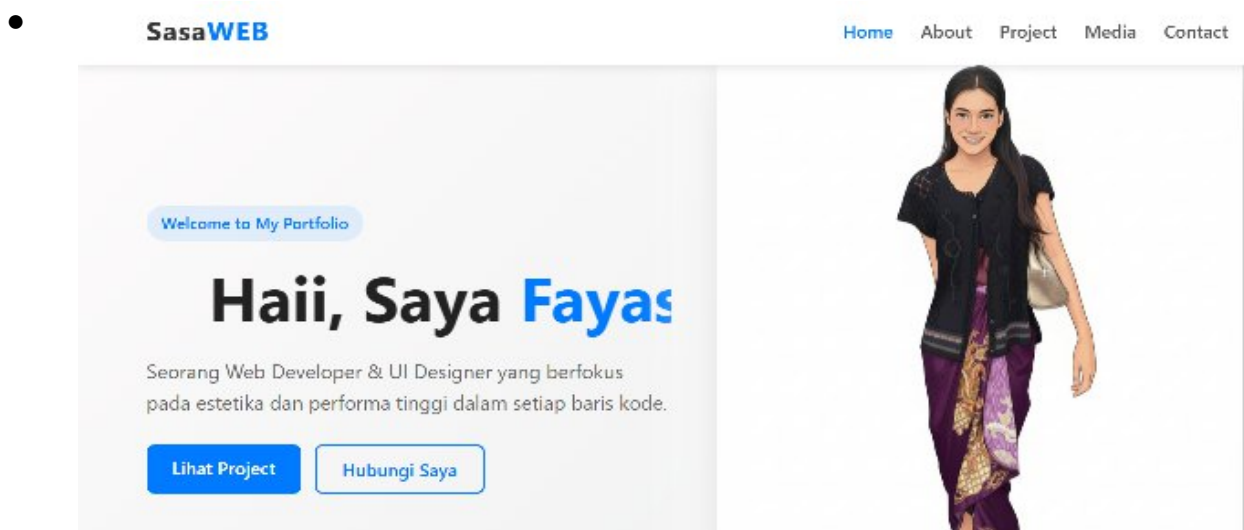 SasaWEB
Home About Project Media Contact
Welcome to My Portfolio
Haii, Saya Fayas
Seorang Web Developer & UI Designer yang berfokus
pada estetika dan performa tinggi dalam setiap baris kode.
Lihat Project
Hubungi Saya